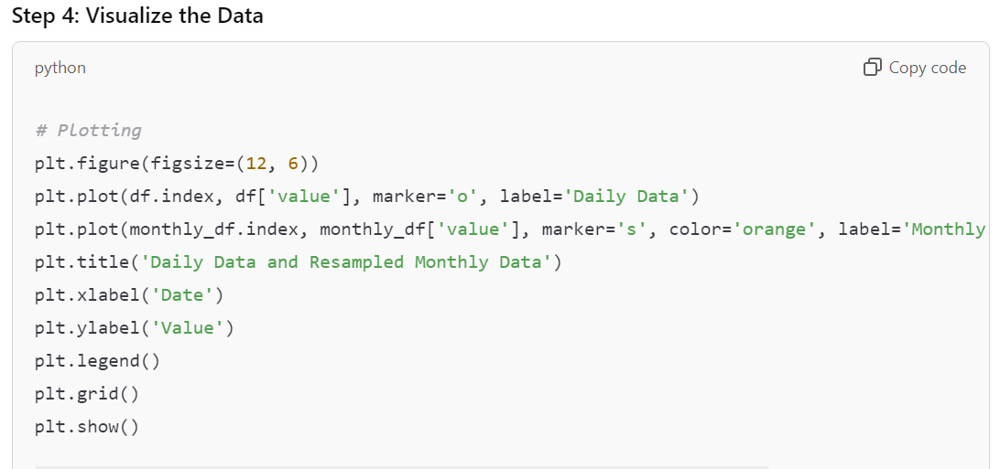 Step 4: Visualize the Data
python
Copy code
# Plotting
plt.figure(figsize=(12, 6))
plt.plot(df.index, df['value'], marker='o', label='Daily Data')
plt.plot(monthly_df.index, monthly_df['value'], marker='s', color='orange', label='Monthly
plt.title('Daily Data and Resampled Monthly Data')
plt.xlabel('Date')
plt.ylabel('Value')
plt.legend()
plt.grid()
plt.show()